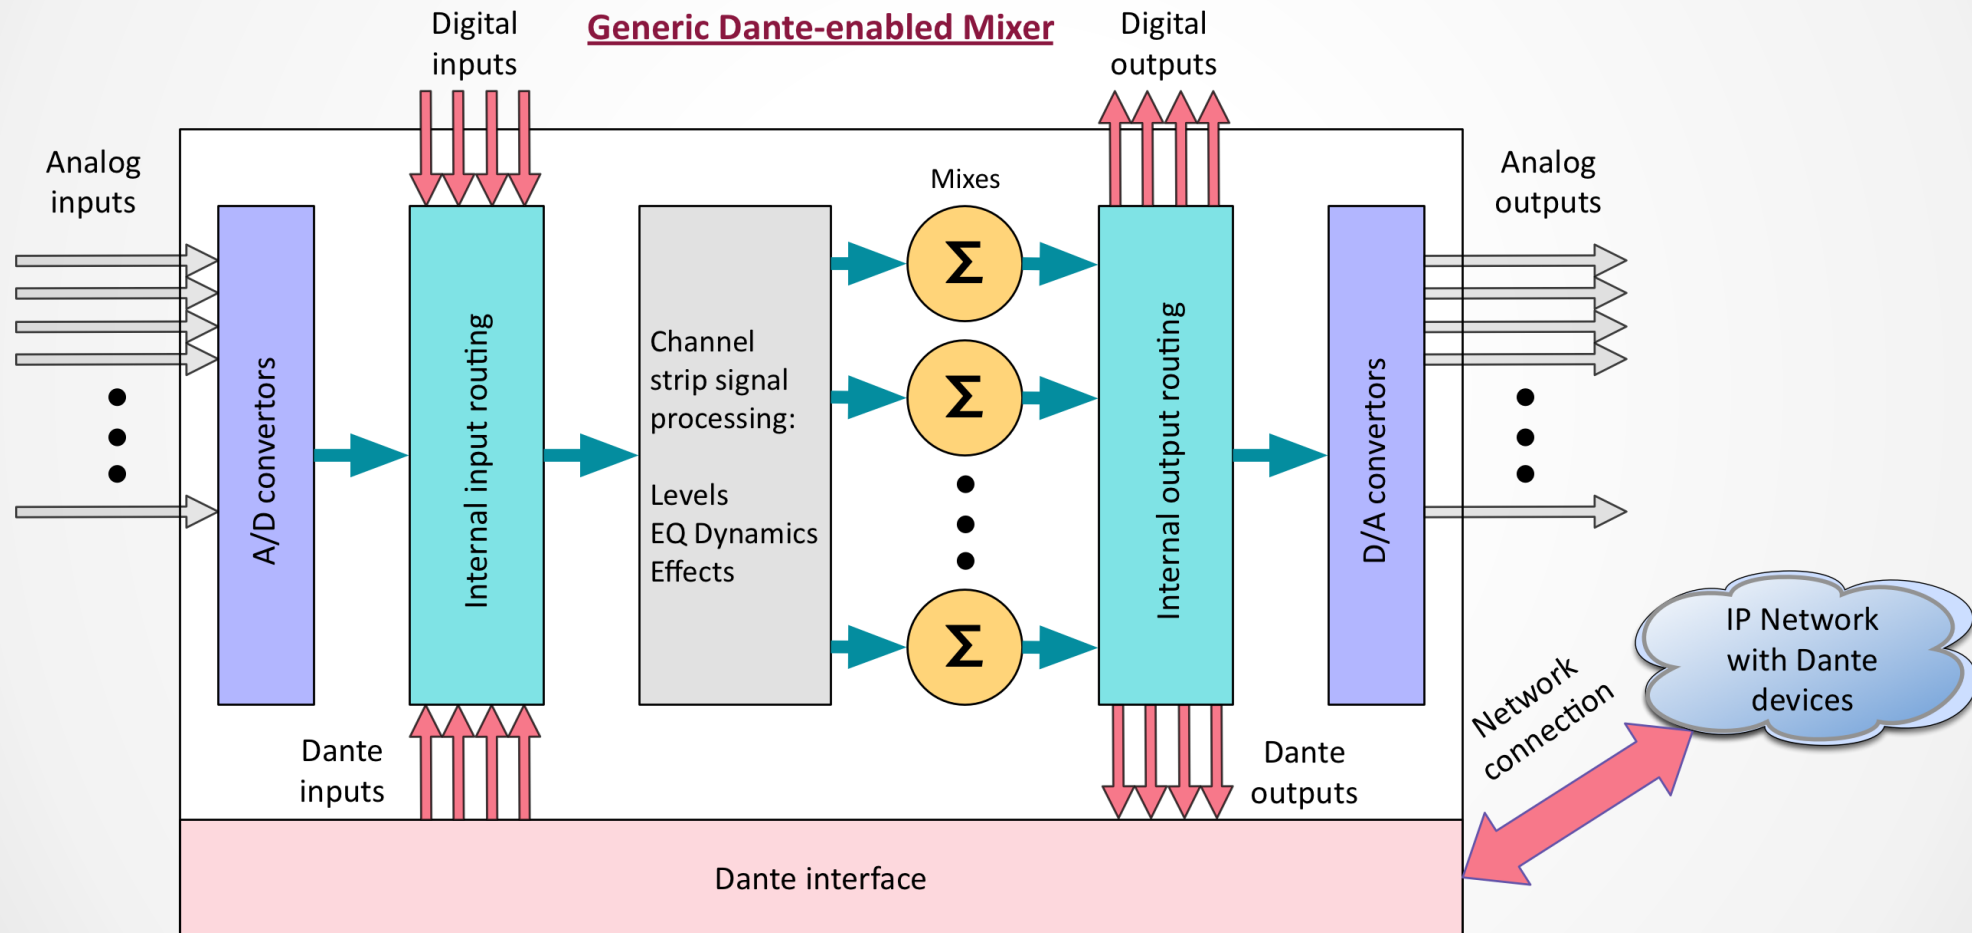 Generic Dante-enabled Mixer
Digital
inputs
Digital
outputs
Analog
inputs
Mixes
Analog
outputs
A/D convertors
Internal input routing
Channel
strip signal
processing:
Levels
EQ Dynamics
Effects
Σ
Σ
Σ
Internal output routing
D/A convertors
IP Network
with Dante
devices
Network
connection
Dante
inputs
Dante
outputs
Dante interface